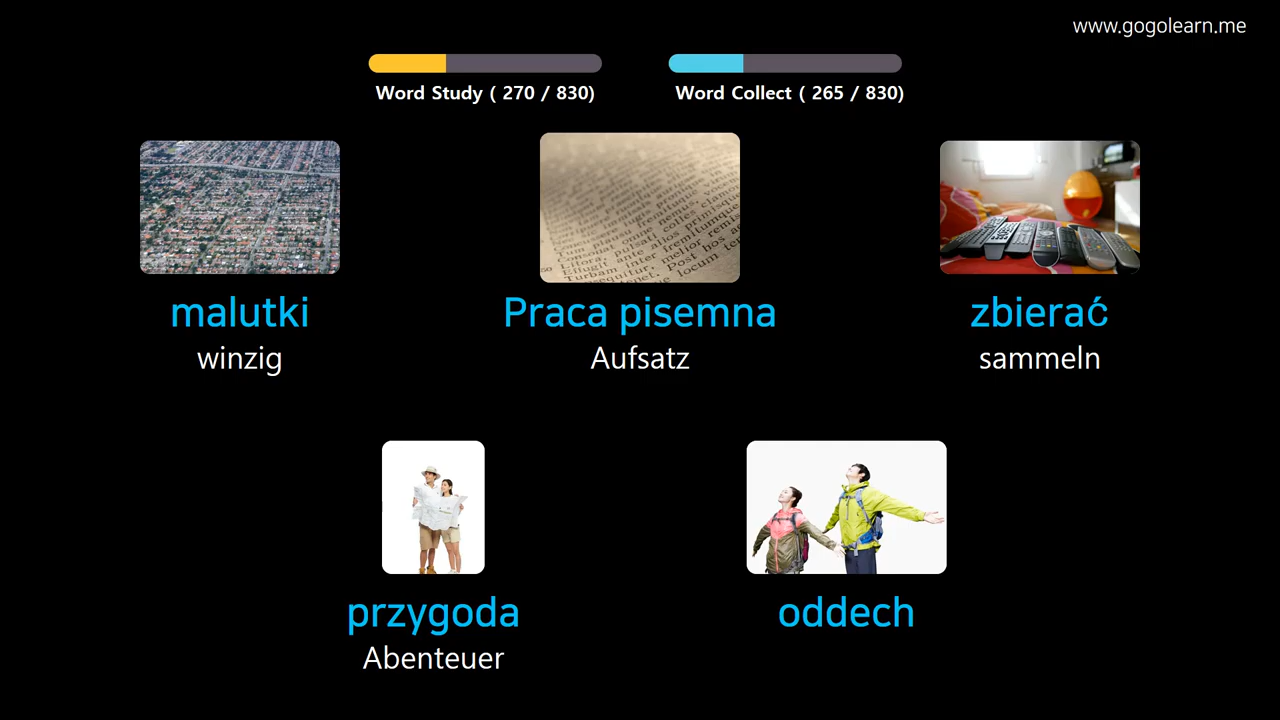 www.gogolearn.me
Word Study ( 270 / 830)
Word Collect ( 265 / 830)
malutki
winzig
Praca pisemna
Aufsatz
zbierać
sammeln
przygoda
Abenteuer
oddech